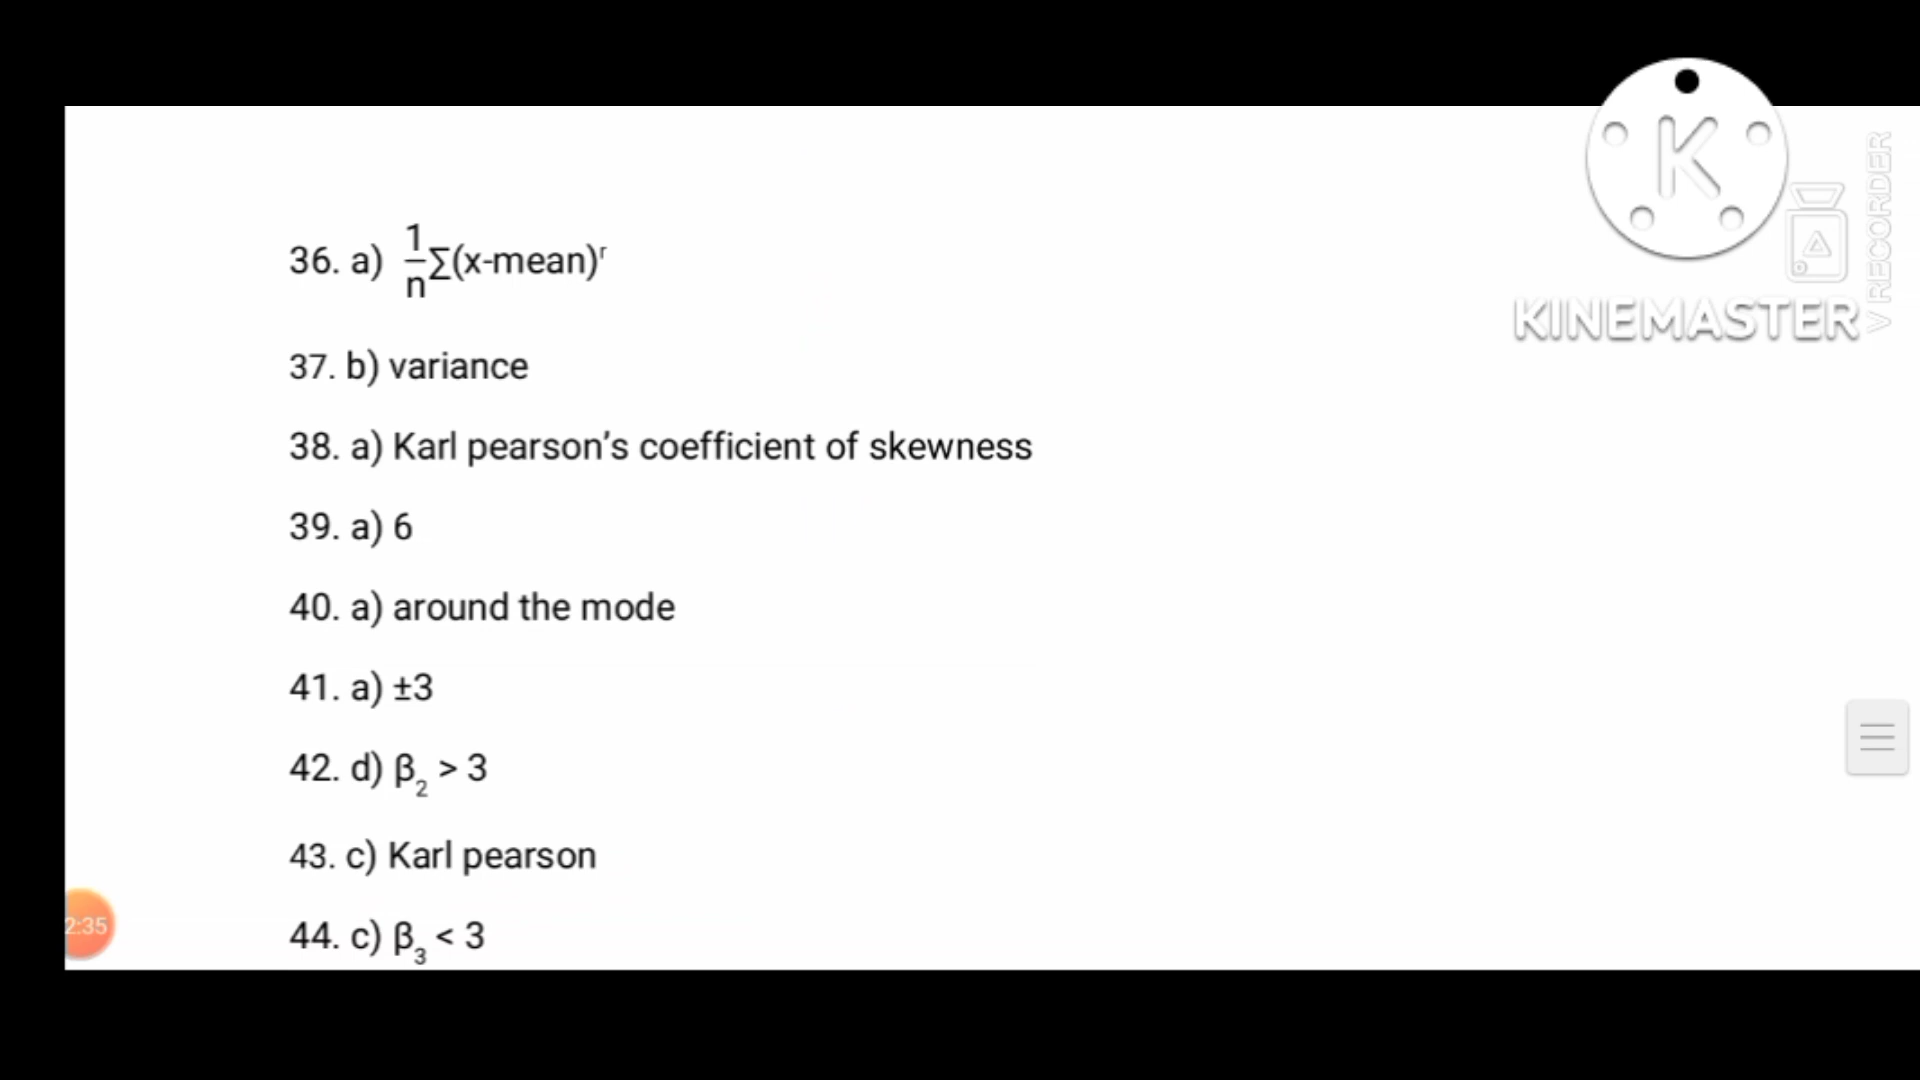 36. a) 1/n Σ(x-mean)ʳ
37. b) variance
38. a) Karl pearson’s coefficient of skewness
39. a) 6
40. a) around the mode
41. a) ±3
42. d) β₂ > 3
43. c) Karl pearson
44. c) β₃ < 3
K
KINEMASTER
V RECORDER
2:35